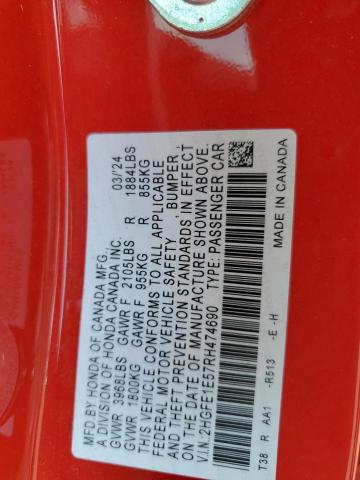 MFD.BY HONDA OF CANADA MFG. 03/'24
A DIVISION OF HONDA CANADA INC.
GVWR 3968LBS GAWR F 2105LBS R 1884LBS
GVWR 1800KG GAWR F 955KG R 855KG
THIS VEHICLE CONFORMS TO ALL APPLICABLE
FEDERAL MOTOR VEHICLE SAFETY , BUMPER ,
AND THEFT PREVENTION STANDARDS IN EFFECT
ON THE DATE OF MANUFACTURE SHOWN ABOVE.
V.I.N.: 2HGFE1E57RH474690 TYPE: PASSENGER CAR
MADE IN CANADA
T38 R AA1 -R513 -E -H